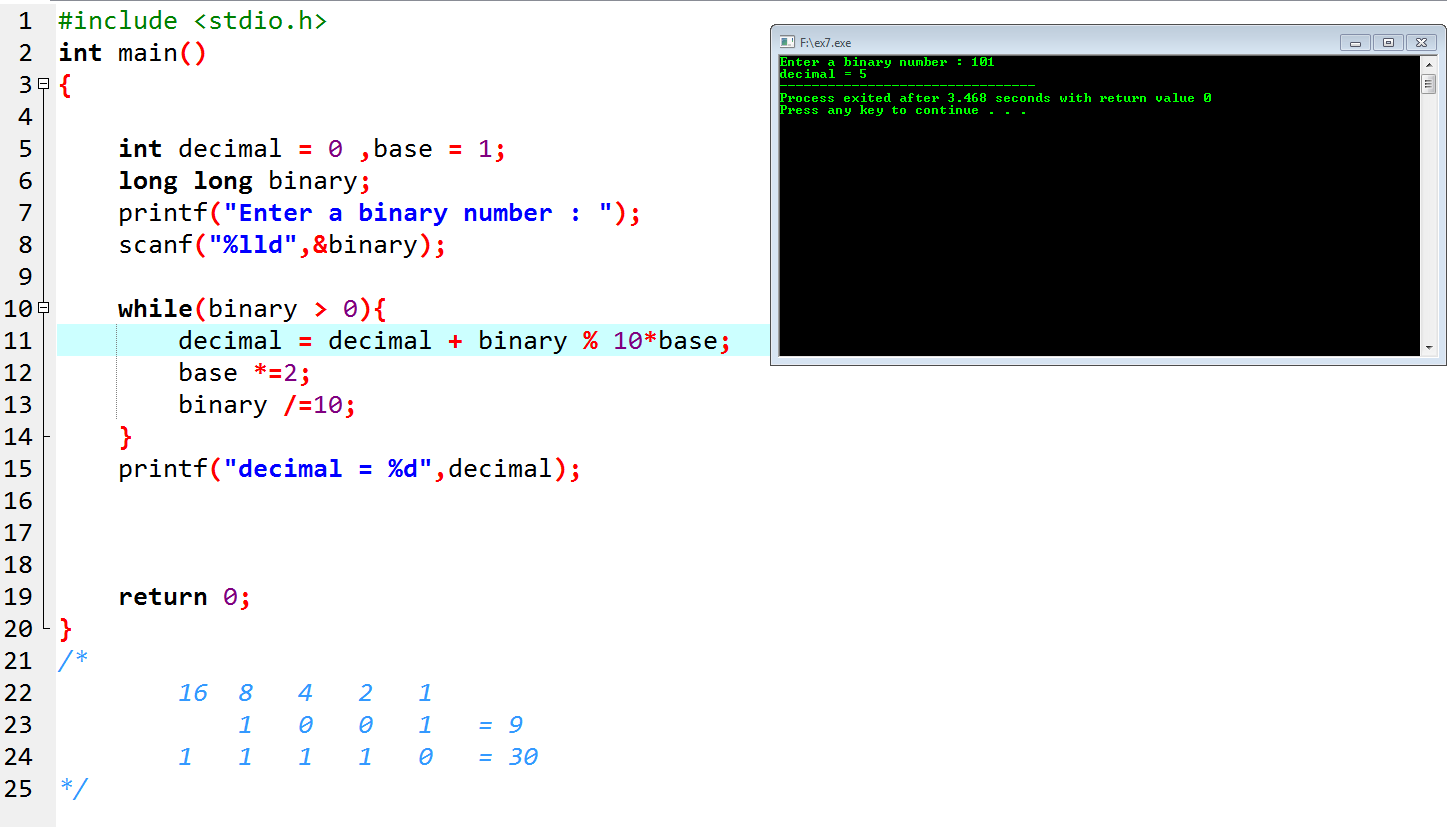 1 #include <stdio.h>
2 int main()
3 {
4
5 int decimal = 0 ,base = 1;
6 long long binary;
7 printf("Enter a binary number : ");
8 scanf("%lld",&binary);
9
10 while(binary > 0){
11 decimal = decimal + binary % 10*base;
12 base *=2;
13 binary /=10;
14 }
15 printf("decimal = %d",decimal);
16
17
18
19 return 0;
20 }
21 /*
22 16 8 4 2 1
23 1 0 0 1 = 9
24 1 1 1 1 0 = 30
25 */
F:\ex7.exe
Enter a binary number : 101
decimal = 5
--------------------------------
Process exited after 3.468 seconds with return value 0
Press any key to continue . . .